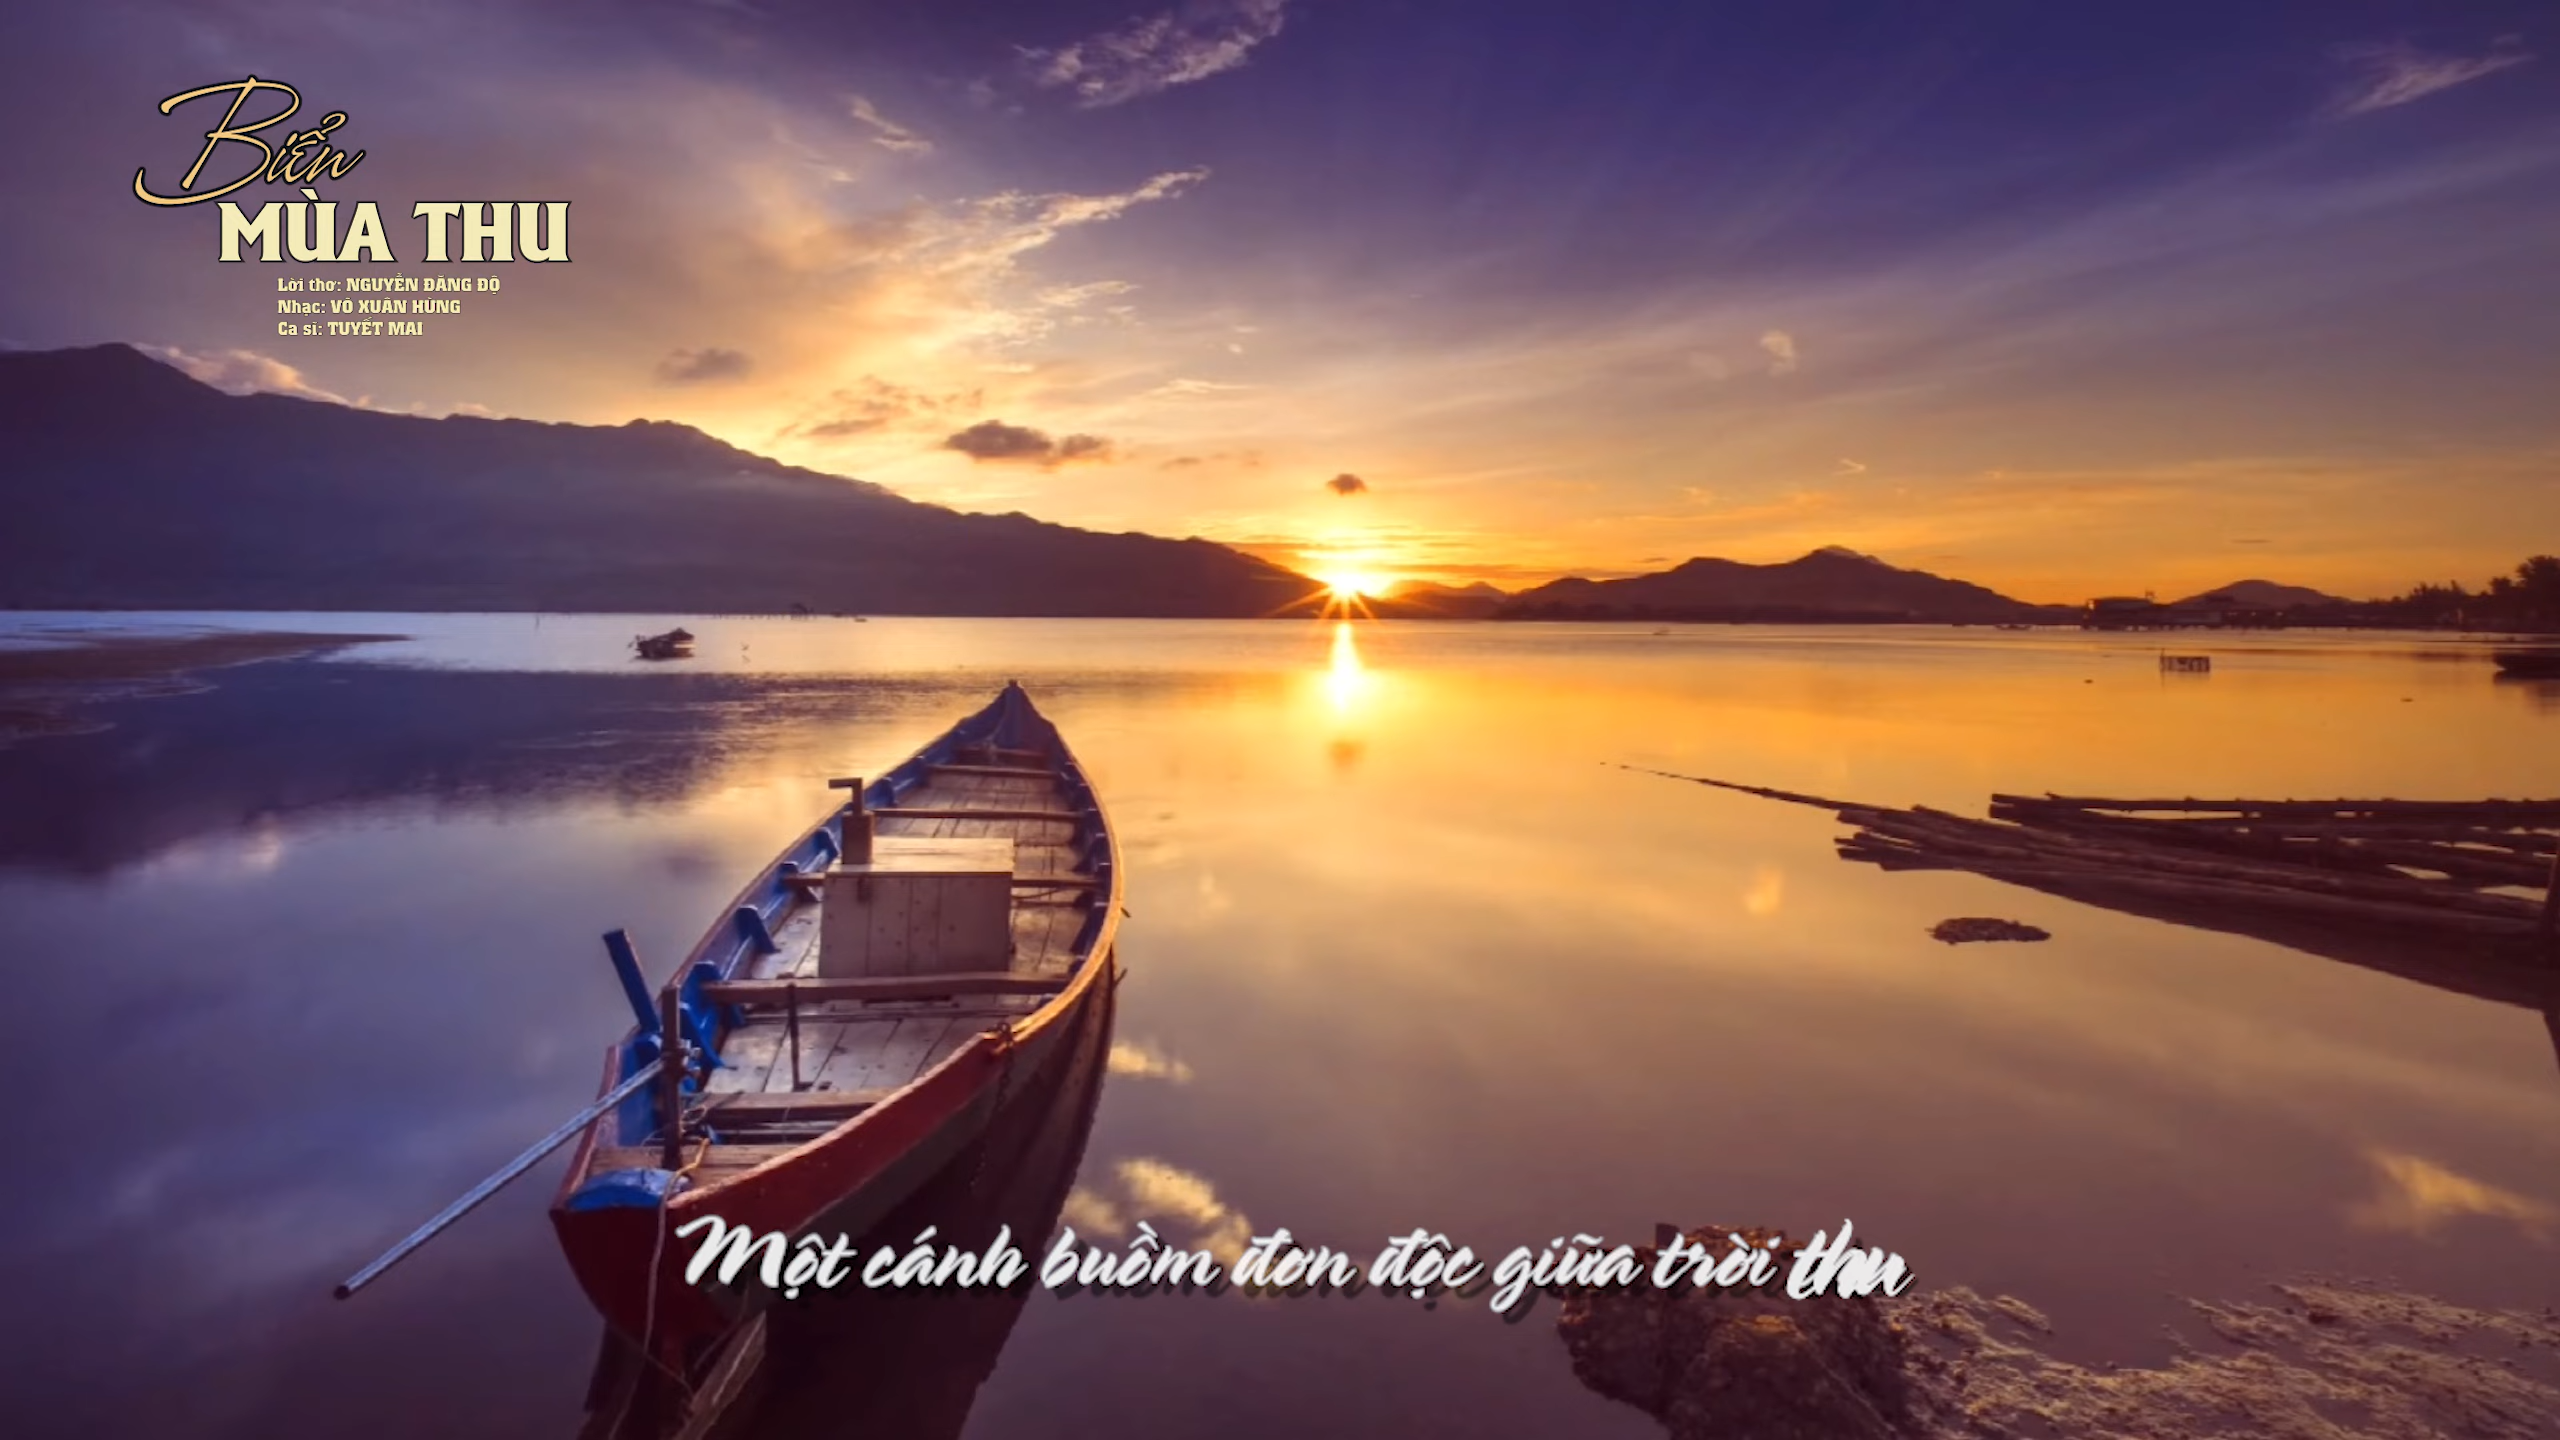 Biển
MÙA THU
Lời thơ: NGUYỄN ĐĂNG ĐỘ
Nhạc: VÕ XUÂN HÙNG
Ca sĩ: TUYẾT MAI
Một cánh buồm đơn độc giữa trời thu